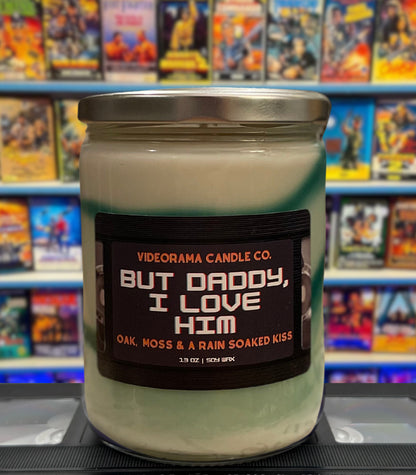 VIDEORAMA CANDLE CO.
BUT DADDY,
I LOVE
HIM
OAK, MOSS & A RAIN SOAKED KISS
13 OZ | SOY WAX